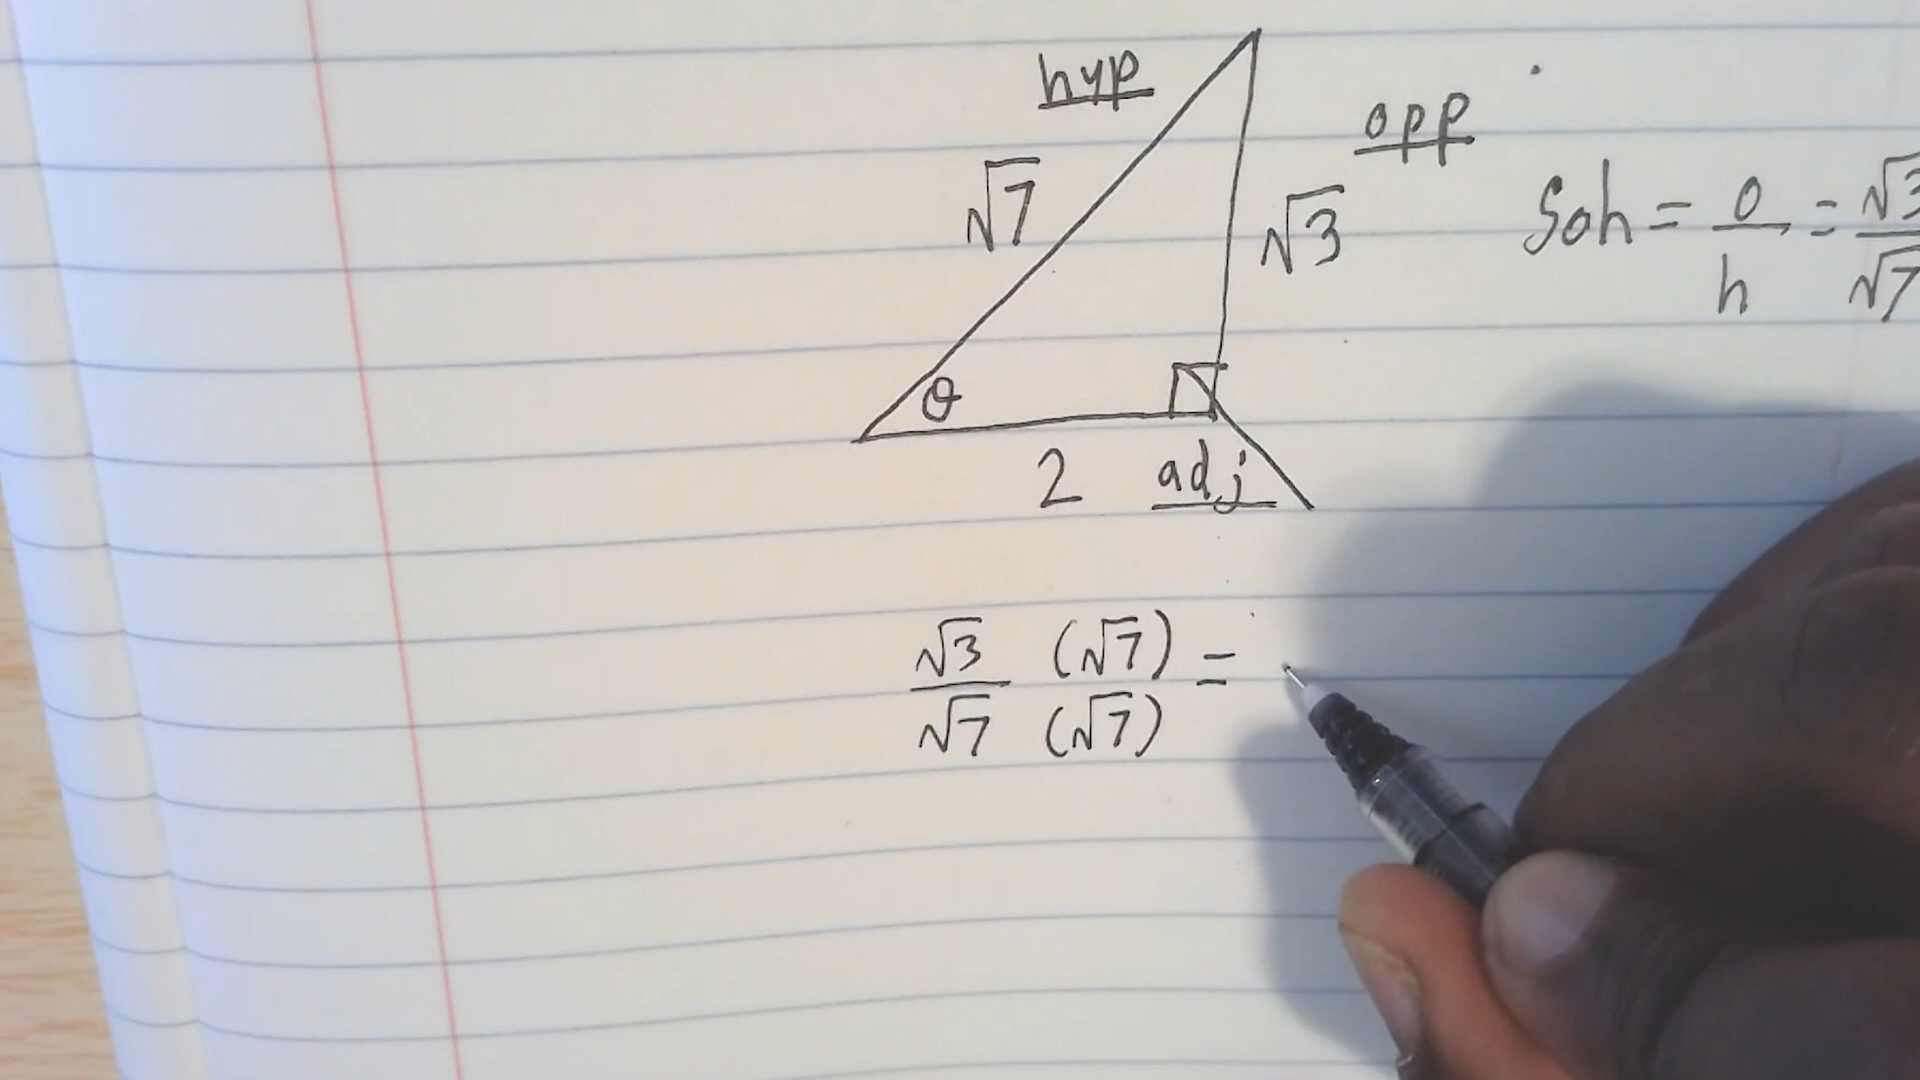 hyp
opp
√7
√3
Soh = o/h = √3/√7
θ
2 adj
√3/√7 (√7)/(√7) =